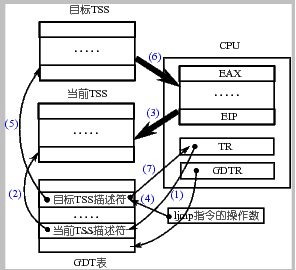 目标TSS
.....
(6)
CPU
EAX
.....
EIP
当前TSS
(3)
(5)
.....
TR
(7)
GDTR
(2)
目标TSS描述符
(4)
(1)
ljmp指令的操作数
.....
当前TSS描述符
GDT表